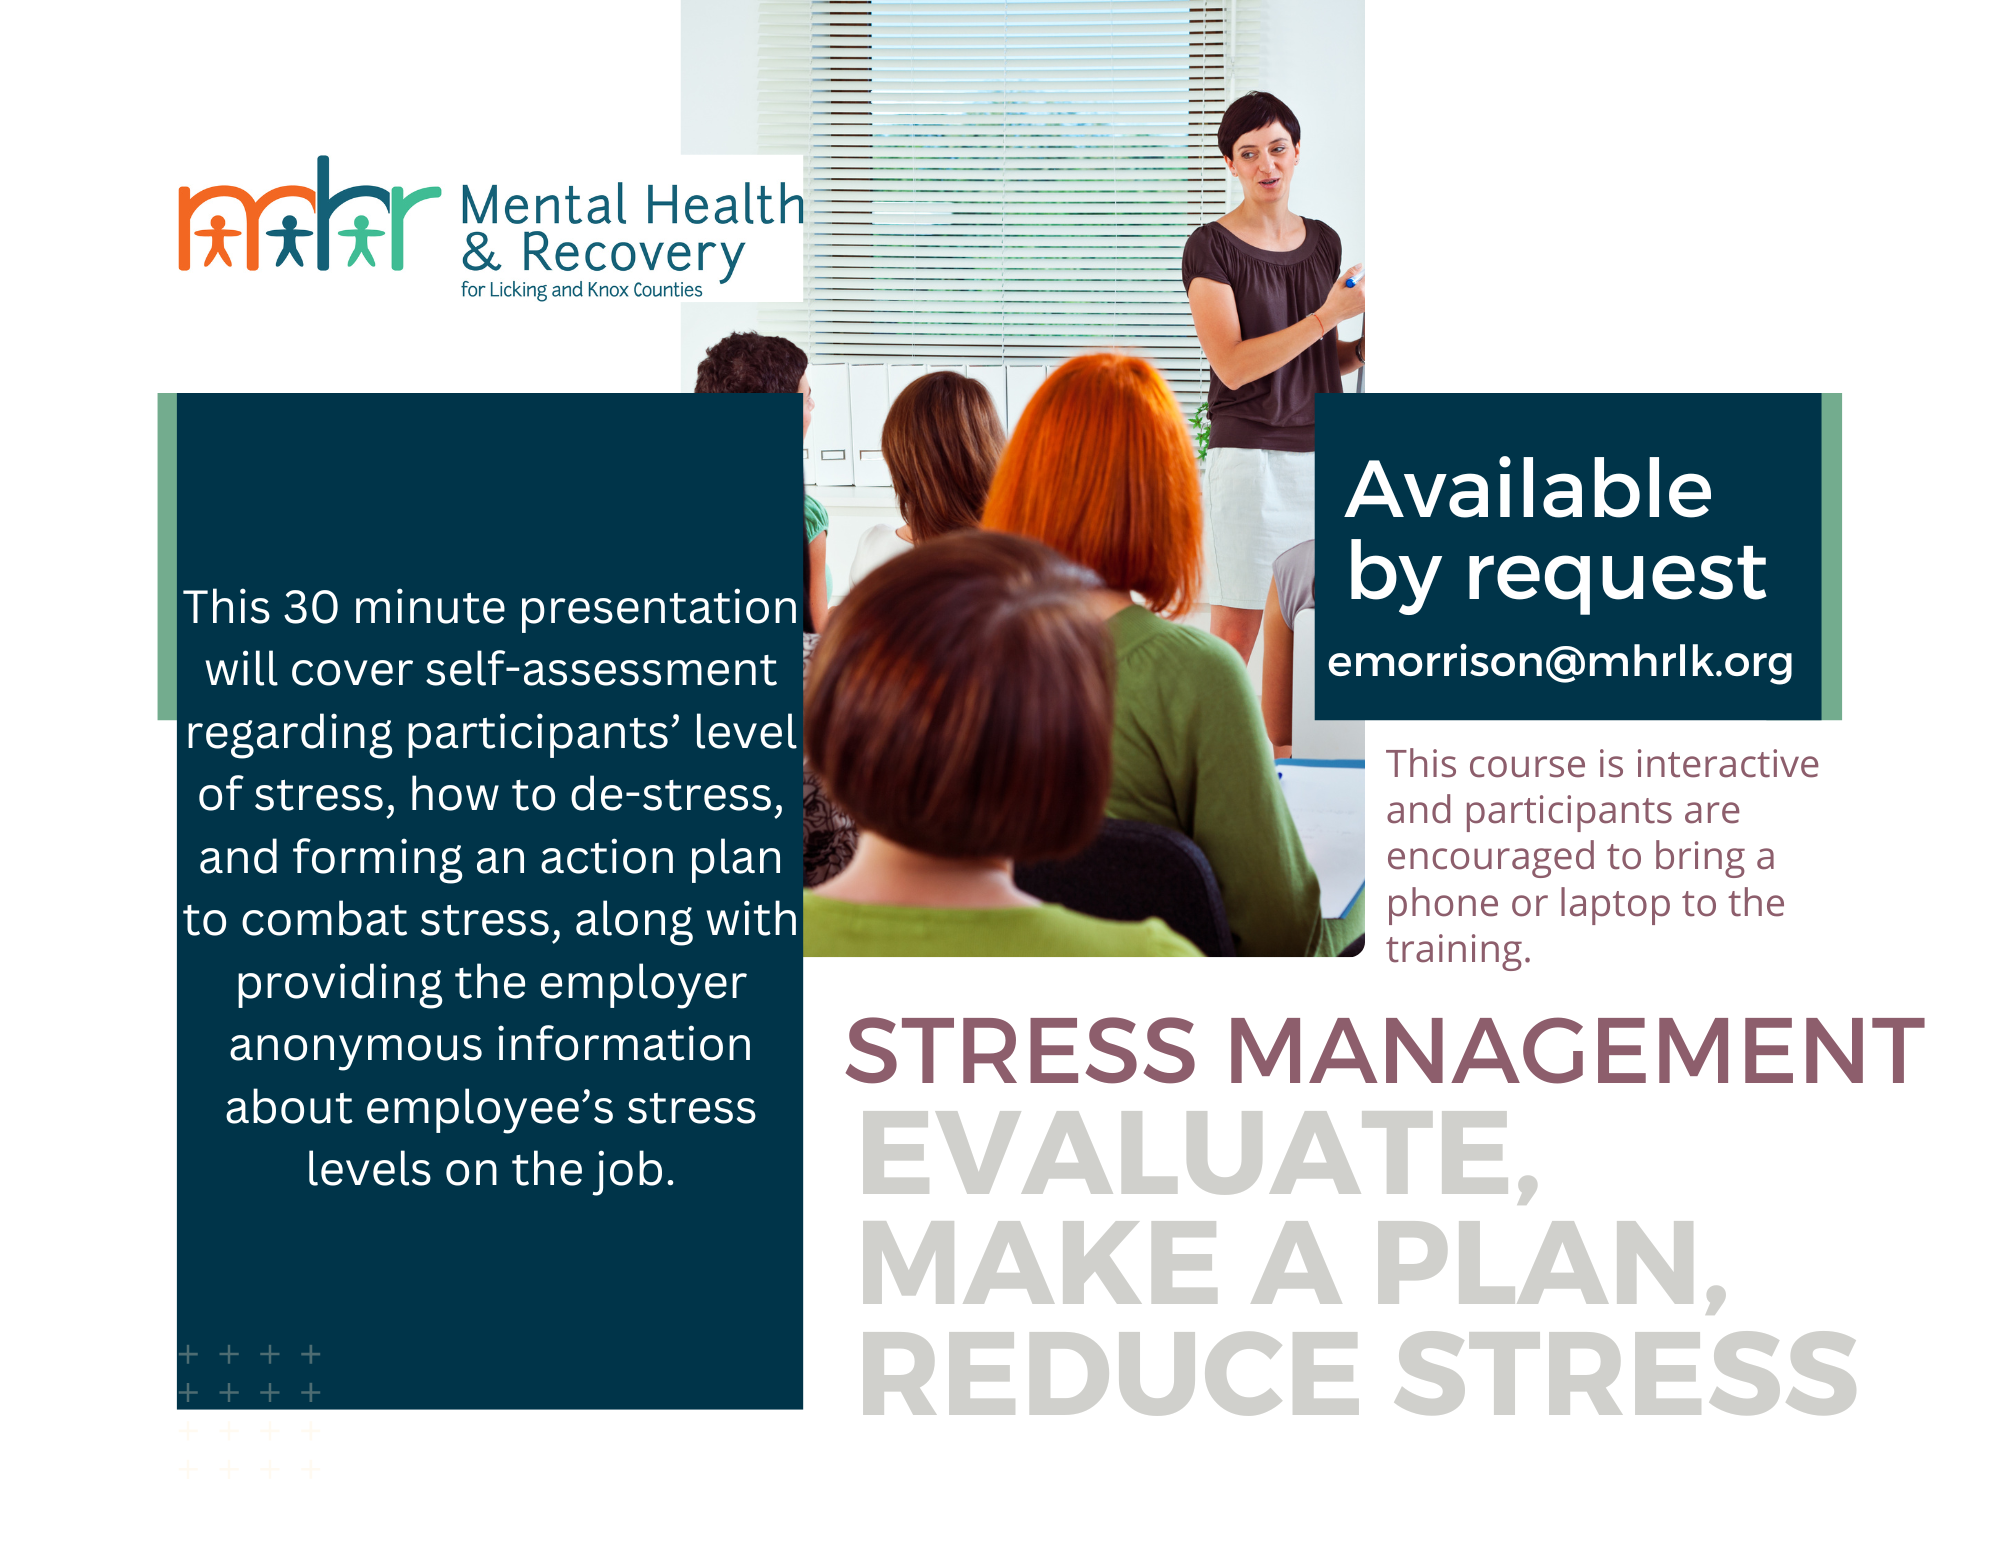 mhr
Mental Health
& Recovery
for Licking and Knox Counties
This 30 minute presentation
will cover self-assessment
regarding participants’ level
of stress, how to de-stress,
and forming an action plan
to combat stress, along with
providing the employer
anonymous information
about employee’s stress
levels on the job.
Available
by request
emorrison@mhrlk.org
This course is interactive
and participants are
encouraged to bring a
phone or laptop to the
training.
STRESS MANAGEMENT
EVALUATE,
MAKE A PLAN,
REDUCE STRESS